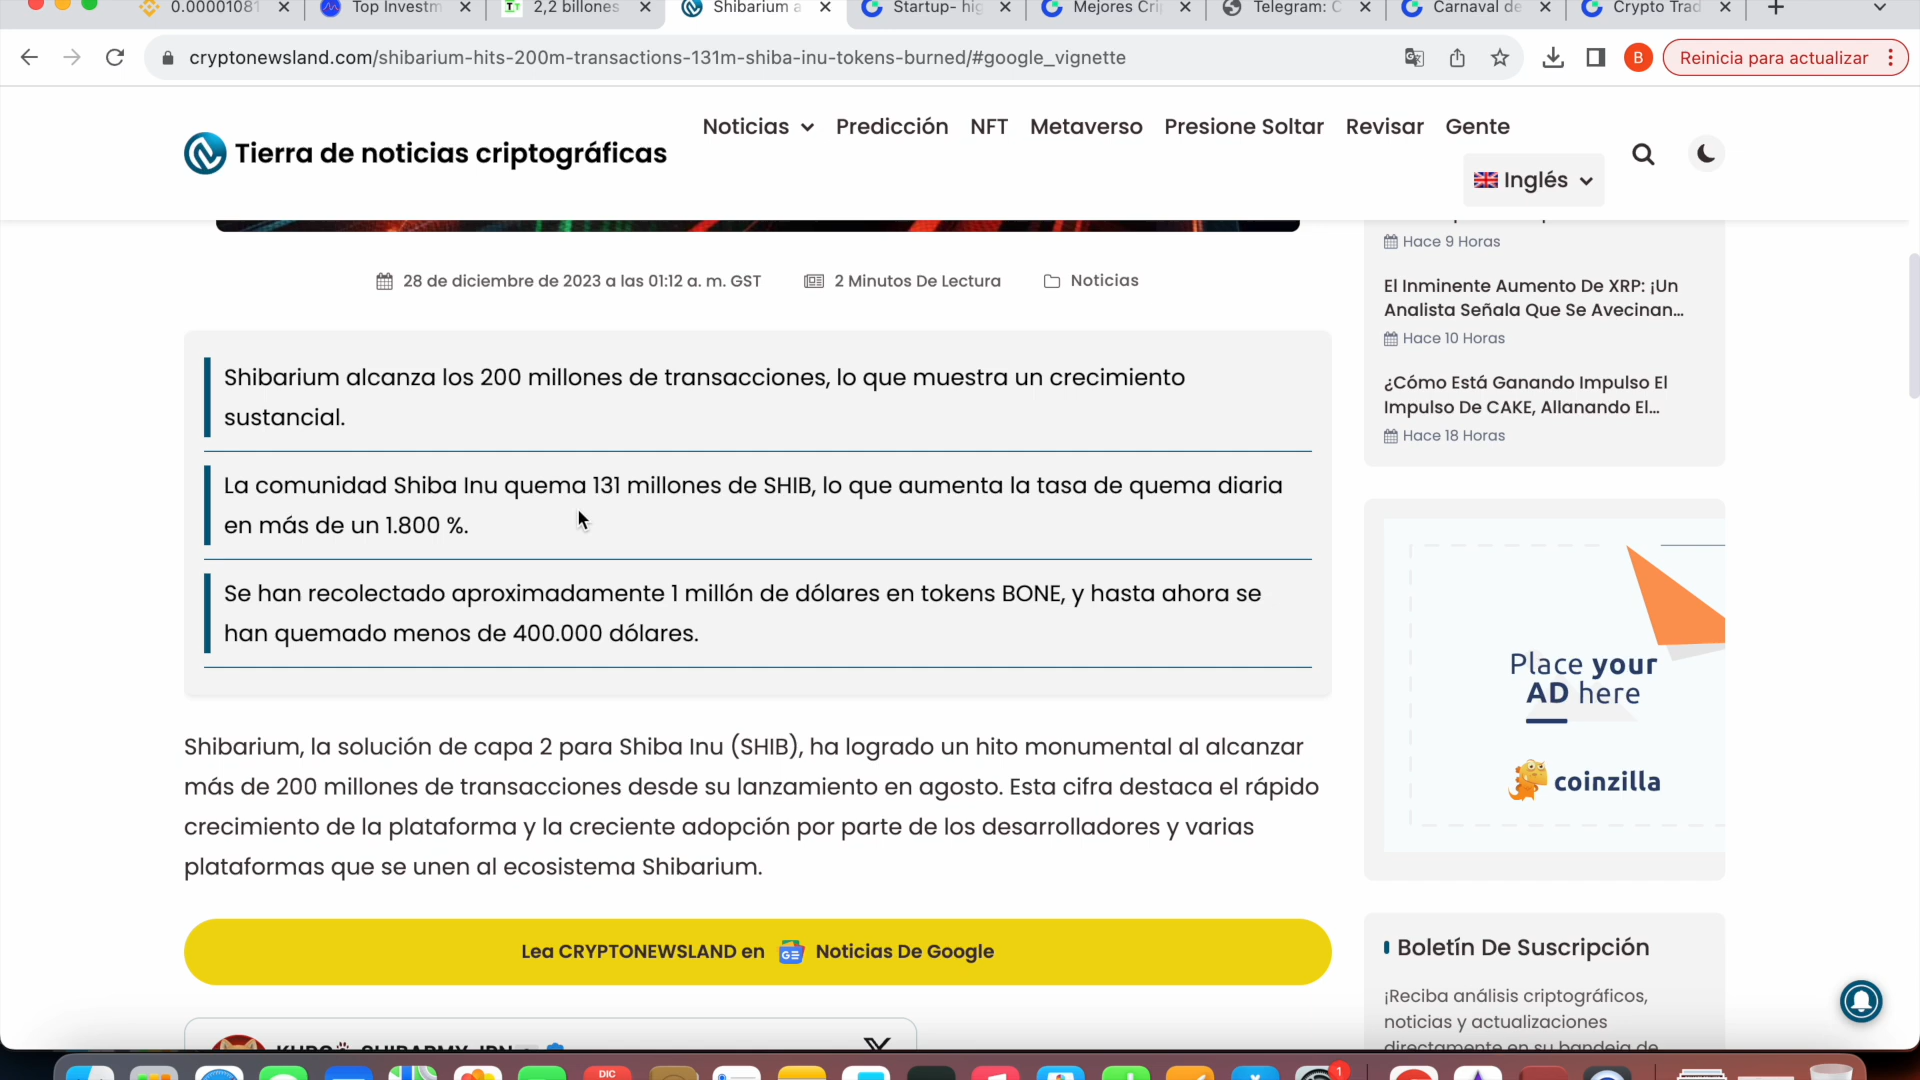 0.00001081
Top Investm
2,2 billones
Shibarium a
Startup- hig
Mejores Cri
Telegram: C
Carnaval de
Crypto Trad
cryptonewsland.com/shibarium-hits-200m-transactions-131m-shiba-inu-tokens-burned/#google_vignette
B
Reinicia para actualizar
Tierra de noticias criptográficas
Noticias Predicción NFT Metaverso Presione Soltar Revisar Gente
Inglés
28 de diciembre de 2023 a las 01:12 a. m. GST 2 Minutos De Lectura Noticias
Shibarium alcanza los 200 millones de transacciones, lo que muestra un crecimiento
sustancial.
La comunidad Shiba Inu quema 131 millones de SHIB, lo que aumenta la tasa de quema diaria
en más de un 1.800 %.
Se han recolectado aproximadamente 1 millón de dólares en tokens BONE, y hasta ahora se
han quemado menos de 400.000 dólares.
Shibarium, la solución de capa 2 para Shiba Inu (SHIB), ha logrado un hito monumental al alcanzar
más de 200 millones de transacciones desde su lanzamiento en agosto. Esta cifra destaca el rápido
crecimiento de la plataforma y la creciente adopción por parte de los desarrolladores y varias
plataformas que se unen al ecosistema Shibarium.
Lea CRYPTONEWSLAND en GE Noticias De Google
Hace 9 Horas
El Inminente Aumento De XRP: ¡Un
Analista Señala Que Se Avecinan...
Hace 10 Horas
¿Cómo Está Ganando Impulso El
Impulso De CAKE, Allanando El...
Hace 18 Horas
Place your
AD here
coinzilla
Boletín De Suscripción
¡Reciba análisis criptográficos,
noticias y actualizaciones
directamente en su bandeja de
DIC
1